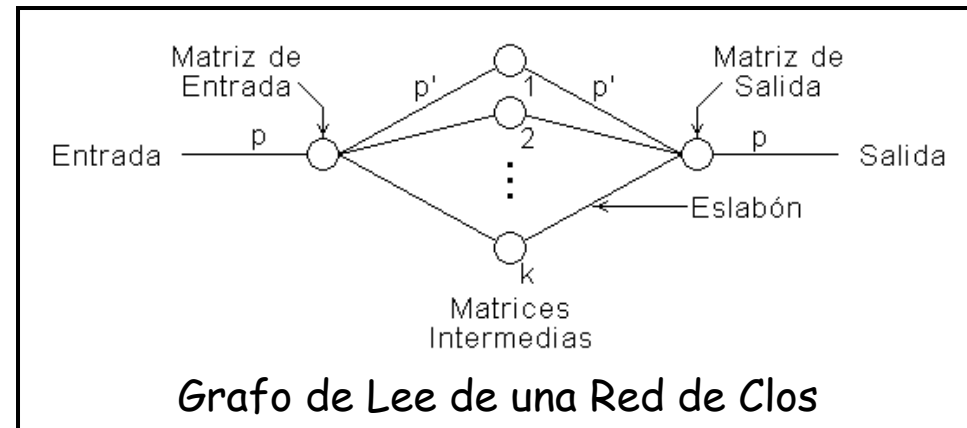 Matriz de
Entrada
Matriz de
Salida
p'
1
p'
2
Entrada
p
p
Salida
Eslabón
k
Matrices
Intermedias
Grafo de Lee de una Red de Clos